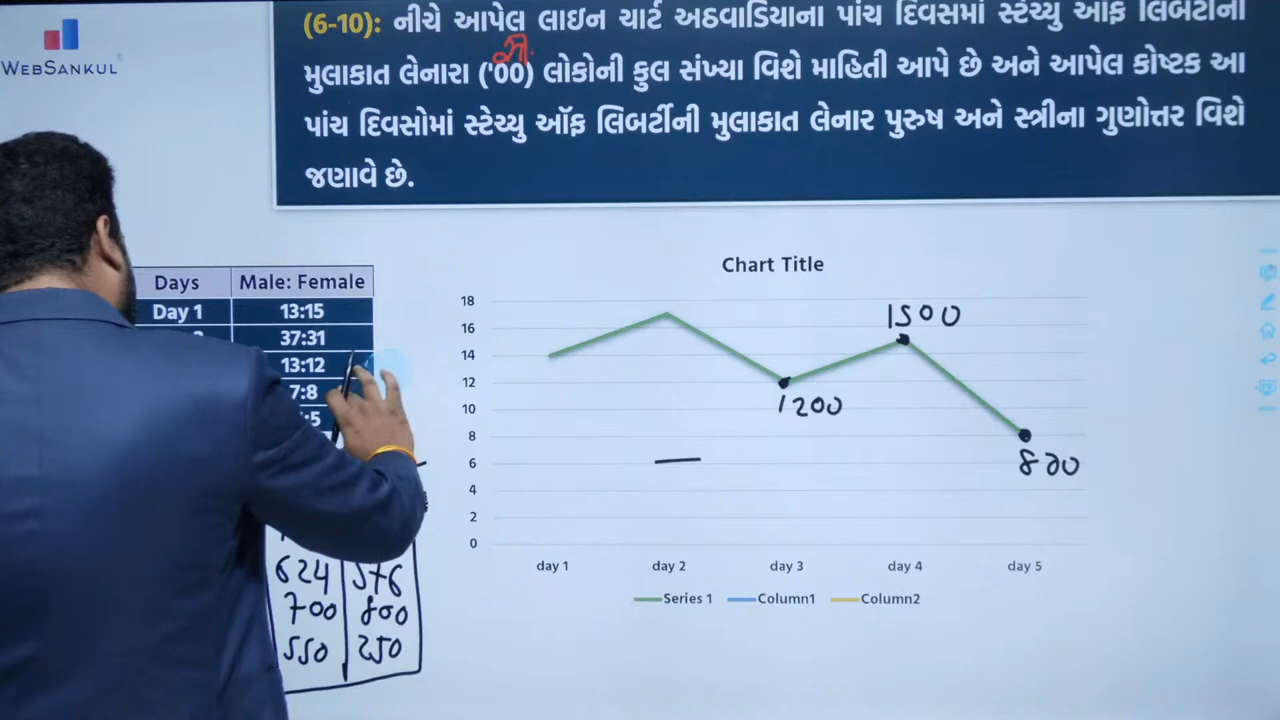 (6-10): નીચે આપેલ લાઇન ચાર્ટ અઠવાડિયાના પાંચ દિવસમાં સ્ટેચ્યુ ઑફ લિબર્ટીની
મુલાકાત લેનારા ('00) લોકોની કુલ સંખ્યા વિશે માહિતી આપે છે અને આપેલ કોષ્ટક આ
પાંચ દિવસોમાં સ્ટેચ્યુ ઑફ લિબર્ટીની મુલાકાત લેનાર પુરુષ અને સ્ત્રીના ગુણોત્તર વિશે
જણાવે છે.
WEBSANKUL
Days Male: Female
Day 1 13:15
37:31
13:12
7:8
:5
624 576
700 800
550 250
Chart Title
18
16
14
12
10
8
6
4
2
0
1500
1200
800
day 1 day 2 day 3 day 4 day 5
Series 1 Column1 Column2